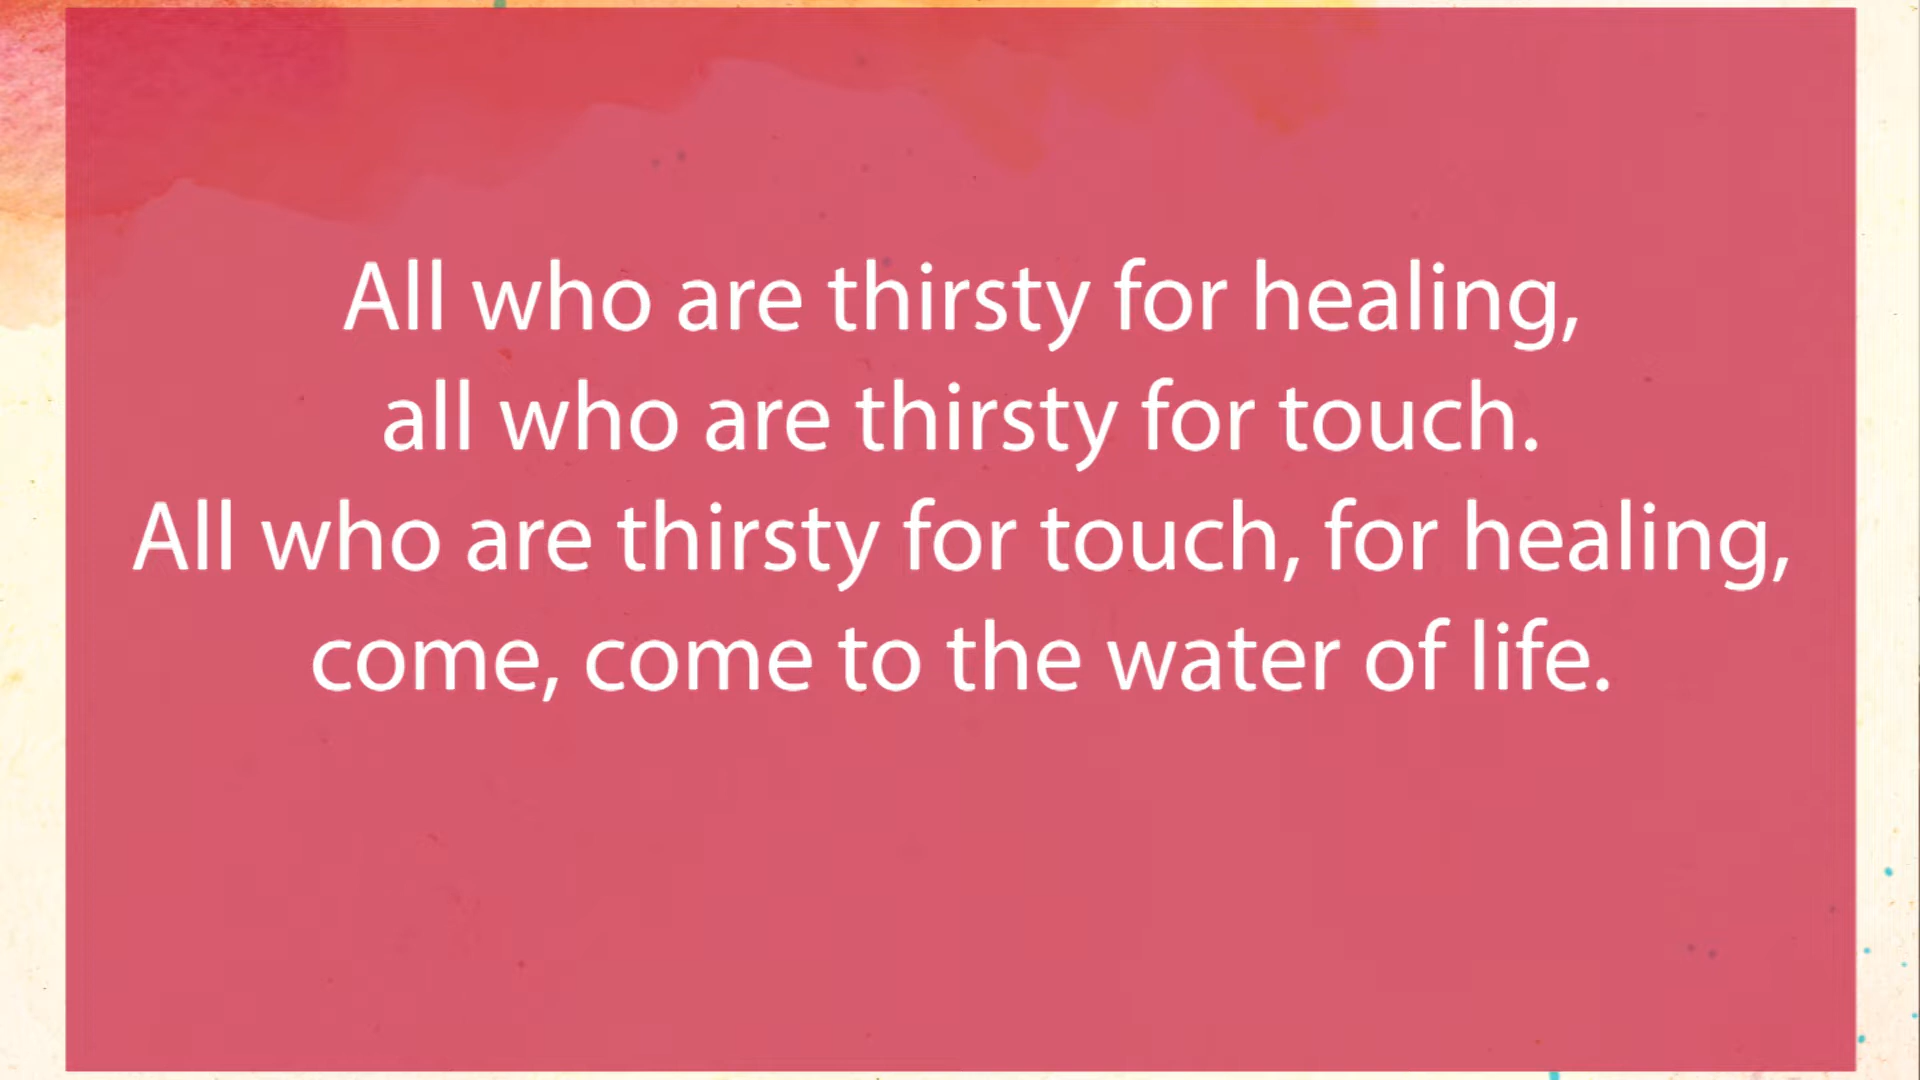 All who are thirsty for healing,
all who are thirsty for touch.
All who are thirsty for touch, for healing,
come, come to the water of life.